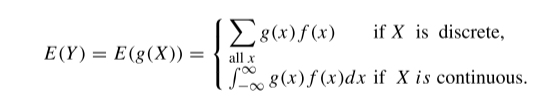 ∑ g(x) f(x) if X is discrete,
E(Y) = E(g(X)) = { all x
∫_{-∞}^{∞} g(x) f(x)dx if X is continuous.